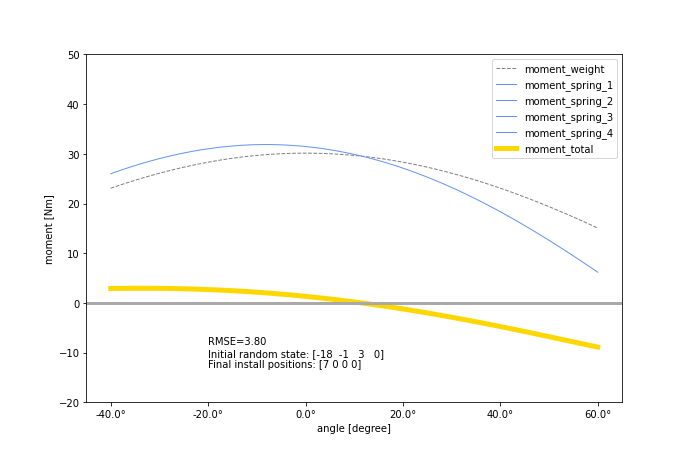 50
40
30
20
10
0
−10
−20
moment [Nm]
moment_weight
moment_spring_1
moment_spring_2
moment_spring_3
moment_spring_4
moment_total
RMSE=3.80
Initial random state: [-18 -1 3 0]
Final install positions: [7 0 0 0]
-40.0° -20.0° 0.0° 20.0° 40.0° 60.0°
angle [degree]